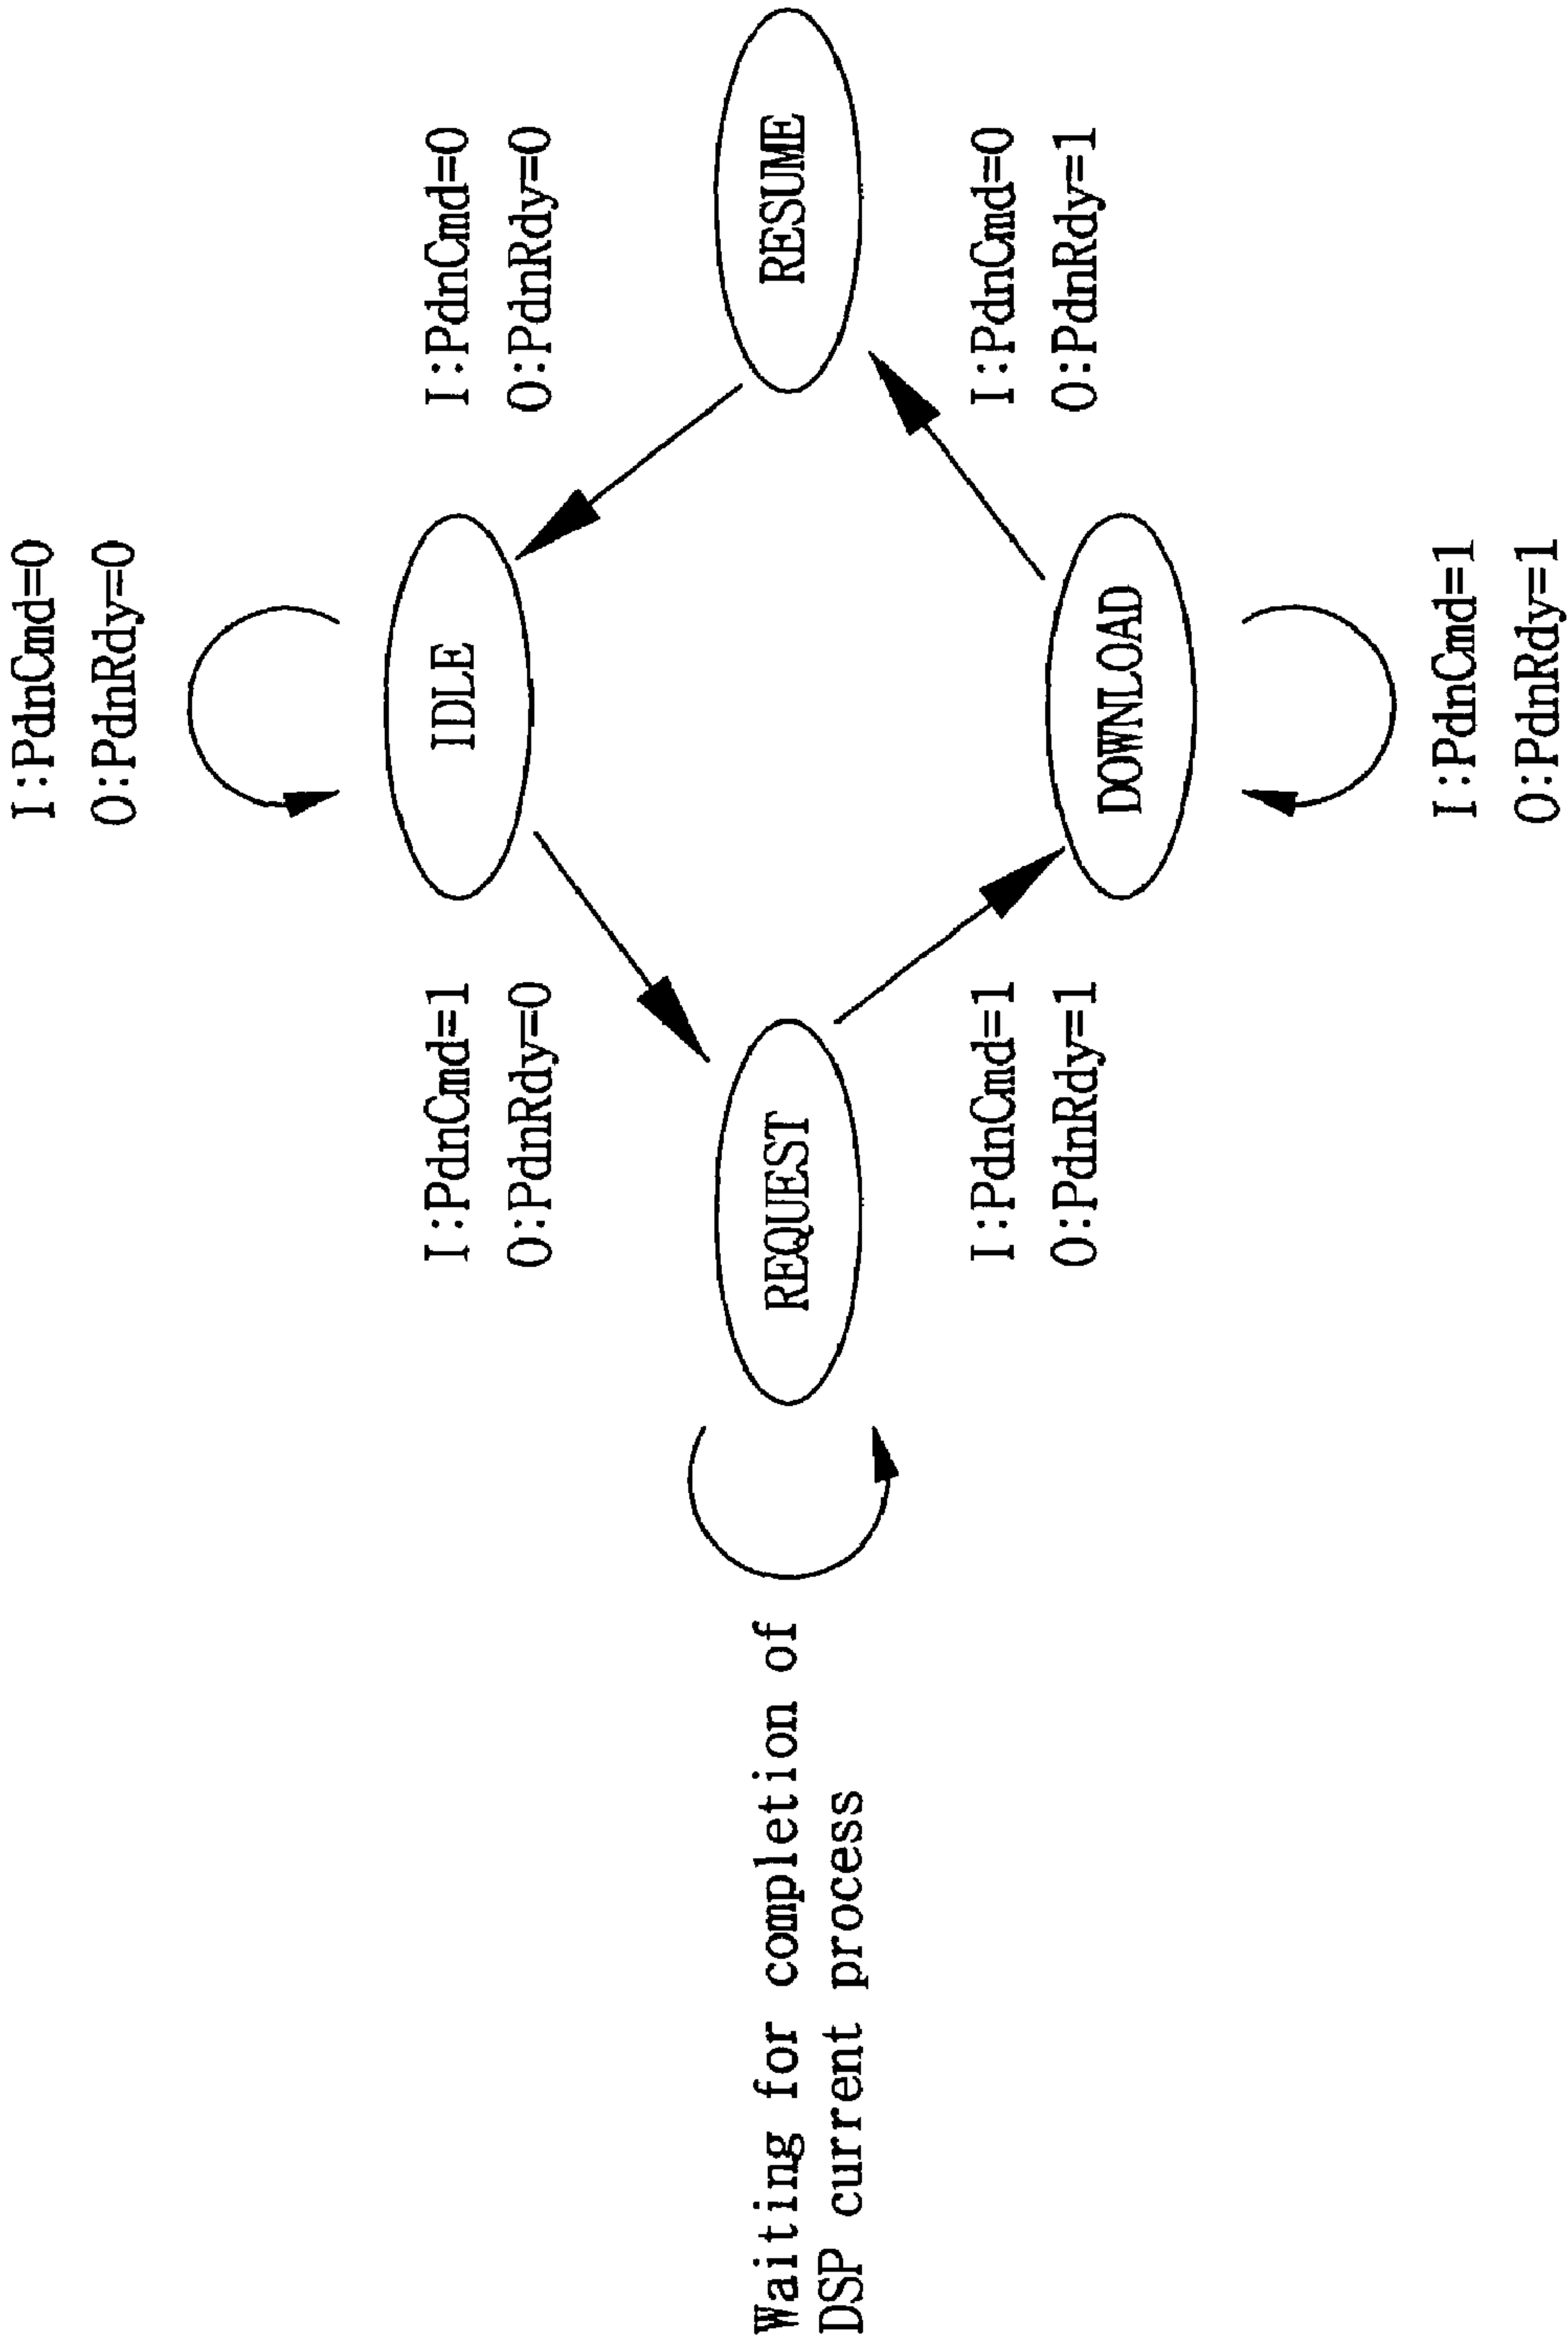 I:PdnCmd=0
O:PdnRdy=0
IDLE
I:PdnCmd=1
O:PdnRdy=0
I:PdnCmd=0
O:PdnRdy=0
Waiting for completion of
DSP current process
REQUEST
RESUME
I:PdnCmd=1
O:PdnRdy=1
I:PdnCmd=0
O:PdnRdy=1
DOWNLOAD
I:PdnCmd=1
O:PdnRdy=1